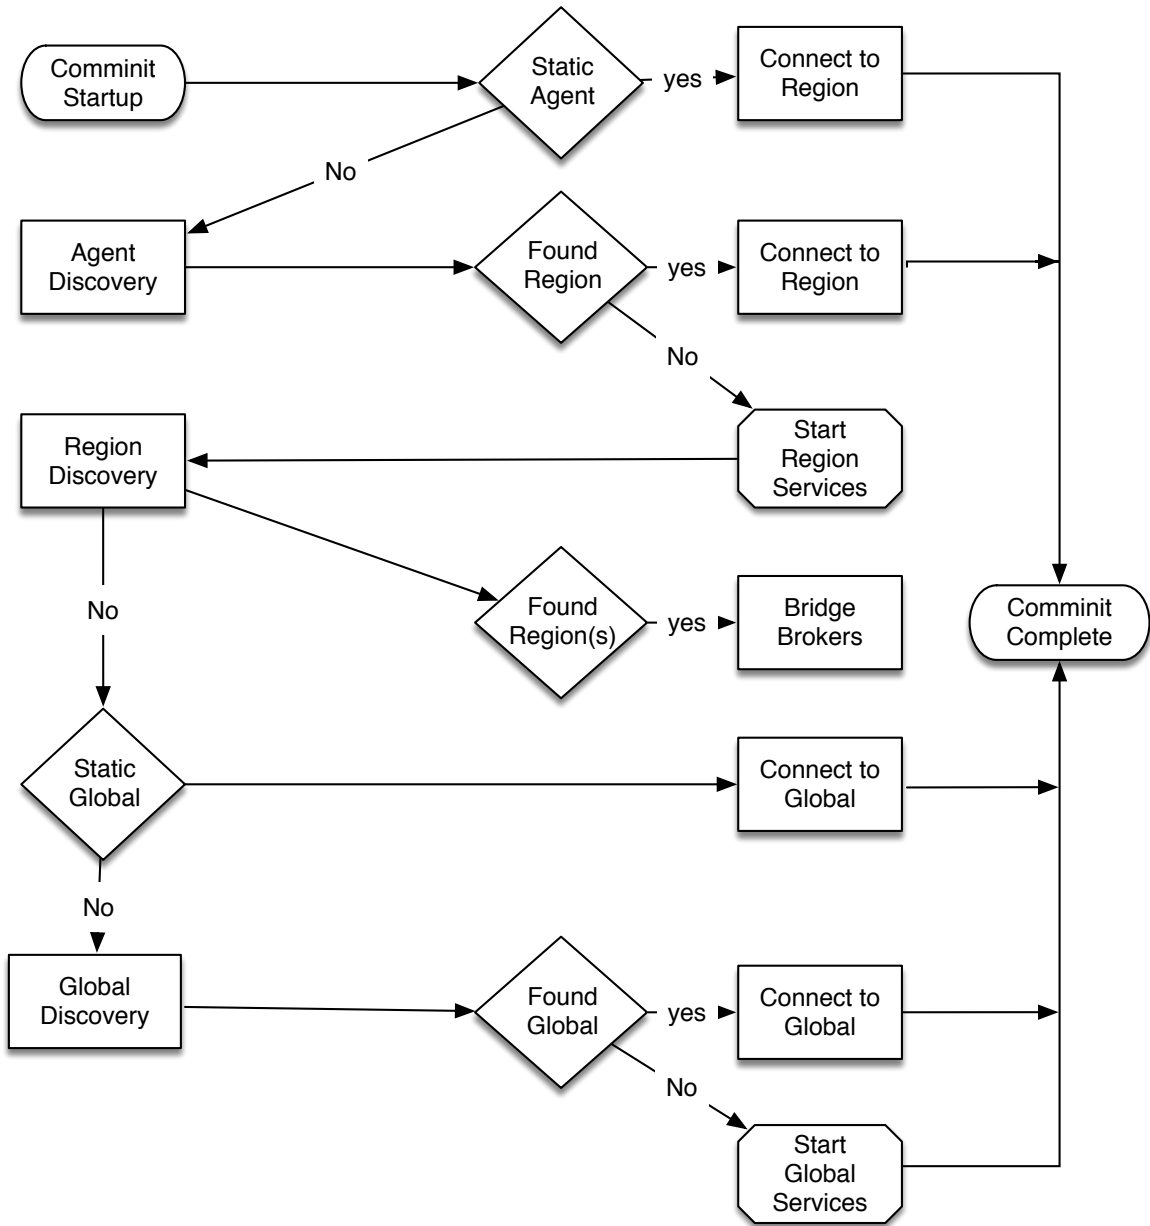 Comminit
Startup
Static
Agent
yes
Connect to
Region
No
Agent
Discovery
Found
Region
yes
Connect to
Region
No
Region
Discovery
Start
Region
Services
No
Found
Region(s)
yes
Bridge
Brokers
Comminit
Complete
Static
Global
Connect to
Global
No
Global
Discovery
Found
Global
yes
Connect to
Global
No
Start
Global
Services